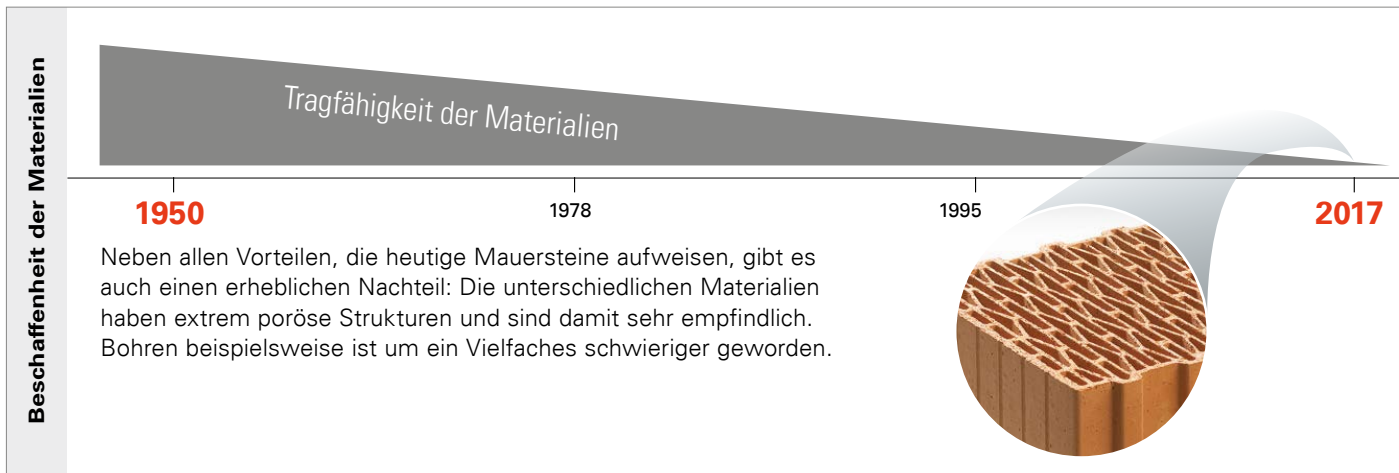 Beschaffenheit der Materialien
Tragfähigkeit der Materialien
1950
1978
1995
2017
Neben allen Vorteilen, die heutige Mauersteine aufweisen, gibt es
auch einen erheblichen Nachteil: Die unterschiedlichen Materialien
haben extrem poröse Strukturen und sind damit sehr empfindlich.
Bohren beispielsweise ist um ein Vielfaches schwieriger geworden.